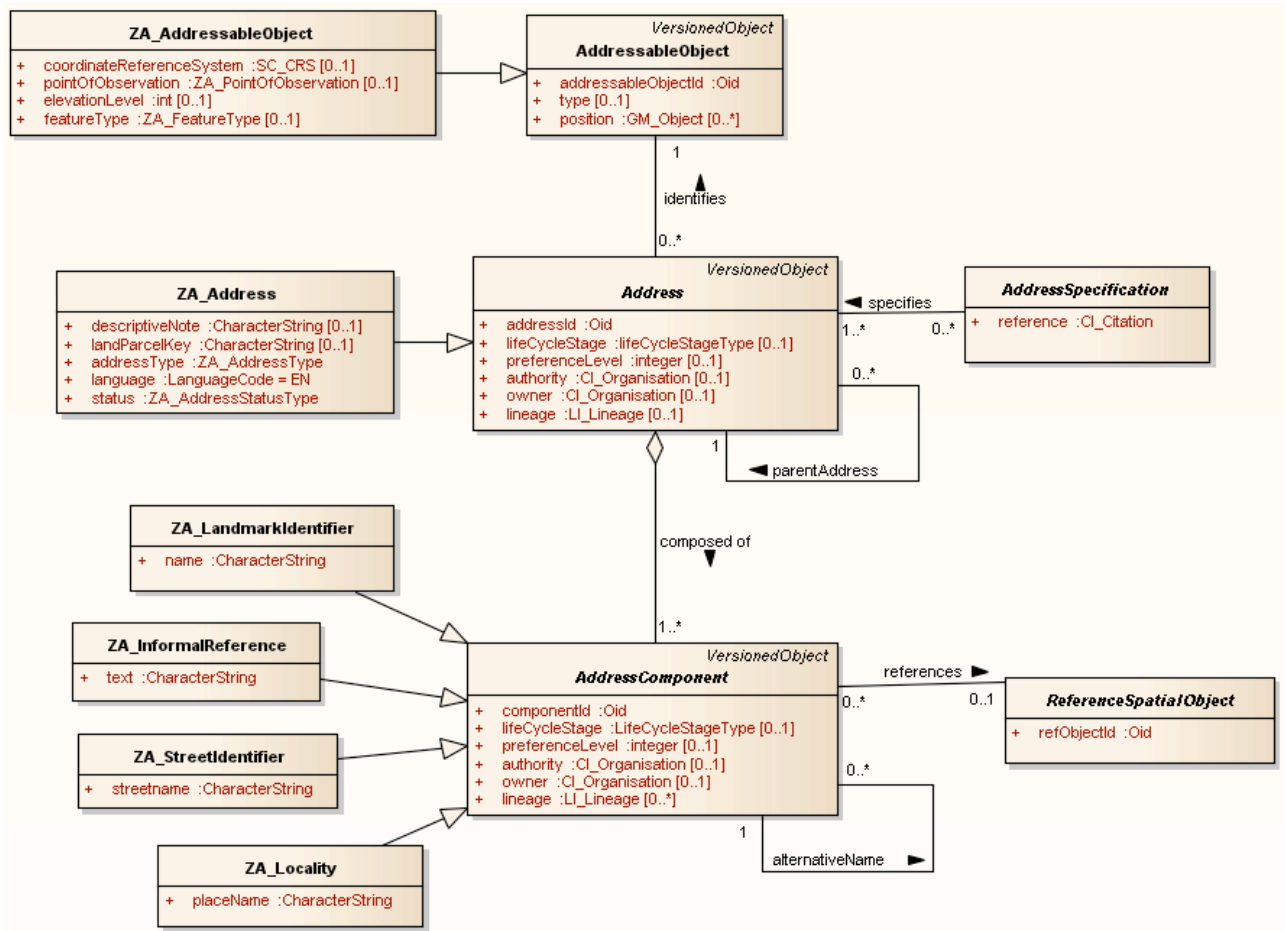 ZA_AddressableObject
+ coordinateReferenceSystem :SC_CRS [0..1]
+ pointOfObservation :ZA_PointOfObservation [0..1]
+ elevationLevel :int [0..1]
+ featureType :ZA_FeatureType [0..1]
VersionedObject
AddressableObject
+ addressableObjectId :Oid
+ type [0..1]
+ position :GM_Object [0..*]
1
identifies
0..*
ZA_Address
+ descriptiveNote :CharacterString [0..1]
+ landParcelKey :CharacterString [0..1]
+ addressType :ZA_AddressType
+ language :LanguageCode = EN
+ status :ZA_AddressStatusType
VersionedObject
Address
+ addressId :Oid
+ lifeCycleStage :lifeCycleStageType [0..1]
+ preferenceLevel :integer [0..1]
+ authority :CI_Organisation [0..1]
+ owner :CI_Organisation [0..1]
+ lineage :LI_Lineage [0..1]
specifies
1..*
0..*
AddressSpecification
+ reference :CI_Citation
0..*
1
parentAddress
composed of
1..*
ZA_LandmarkIdentifier
+ name :CharacterString
ZA_InformalReference
+ text :CharacterString
ZA_StreetIdentifier
+ streetname :CharacterString
ZA_Locality
+ placeName :CharacterString
VersionedObject
AddressComponent
+ componentId :Oid
+ lifeCycleStage :LifeCycleStageType [0..1]
+ preferenceLevel :integer [0..1]
+ authority :CI_Organisation [0..1]
+ owner :CI_Organisation [0..1]
+ lineage :LI_Lineage [0..*]
references
0..*
0..1
ReferenceSpatialObject
+ refObjectId :Oid
0..*
1
alternativeName